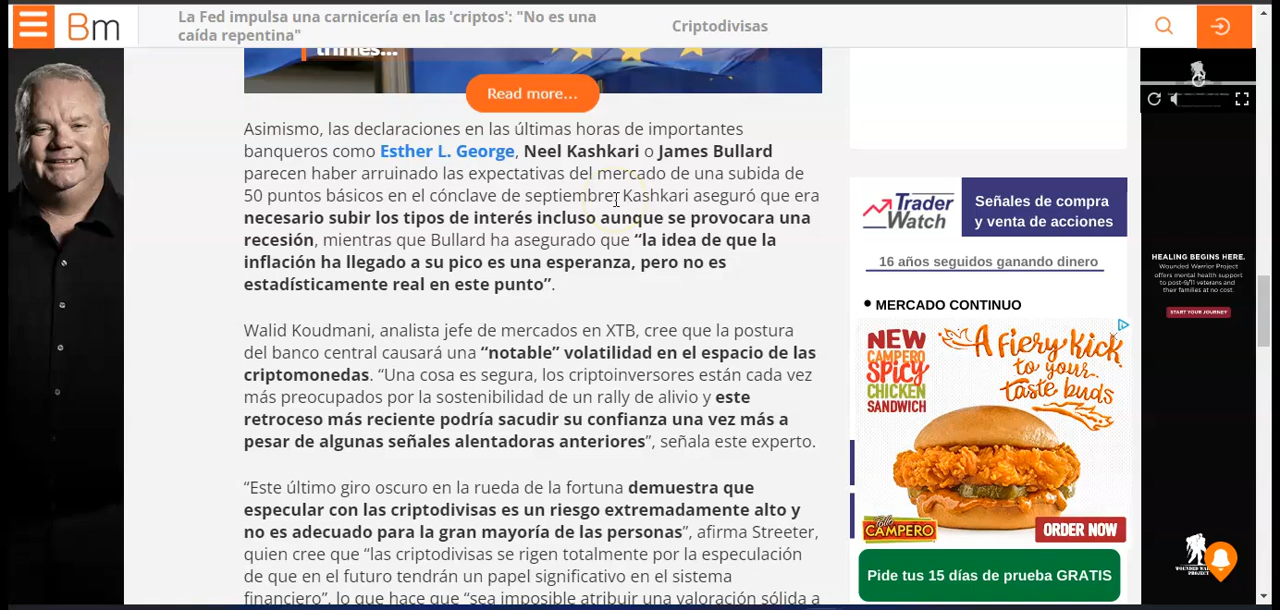 La Fed impulsa una carnicería en las 'criptos': "No es una
caída repentina"
Bm
Criptodivisas
Read more...
Asimismo, las declaraciones en las últimas horas de importantes
banqueros como Esther L. George, Neel Kashkari o James Bullard
parecen haber arruinado las expectativas del mercado de una subida de
50 puntos básicos en el cónclave de septiembre. Kashkari aseguró que era
necesario subir los tipos de interés incluso aunque se provocara una
recesión, mientras que Bullard ha asegurado que “la idea de que la
inflación ha llegado a su pico es una esperanza, pero no es
estadísticamente real en este punto”.
Walid Koudmani, analista jefe de mercados en XTB, cree que la postura
del banco central causará una “notable” volatilidad en el espacio de las
criptomonedas. “Una cosa es segura, los criptoinversores están cada vez
más preocupados por la sostenibilidad de un rally de alivio y este
retroceso más reciente podría sacudir su confianza una vez más a
pesar de algunas señales alentadoras anteriores”, señala este experto.
“Este último giro oscuro en la rueda de la fortuna demuestra que
especular con las criptodivisas es un riesgo extremadamente alto y
no es adecuado para la gran mayoría de las personas”, afirma Streeter,
quien cree que “las criptodivisas se rigen totalmente por la especulación
de que en el futuro tendrán un papel significativo en el sistema
financiero”, lo que hace que “sea imposible atribuir una valoración sólida a
Trader
Watch
Señales de compra
y venta de acciones
16 años seguidos ganando dinero
MERCADO CONTINUO
NEW
CAMPERO
SPICY
CHICKEN
SANDWICH
A fiery kick
to your
taste buds
Pollo
CAMPERO
ORDER NOW
Pide tus 15 días de prueba GRATIS
HEALING BEGINS HERE.
Wounded Warrior Project
offers mental health support
to post-9/11 veterans and
their families at no cost.
START YOUR JOURNEY
WOUNDED WARRIOR
PROJECT